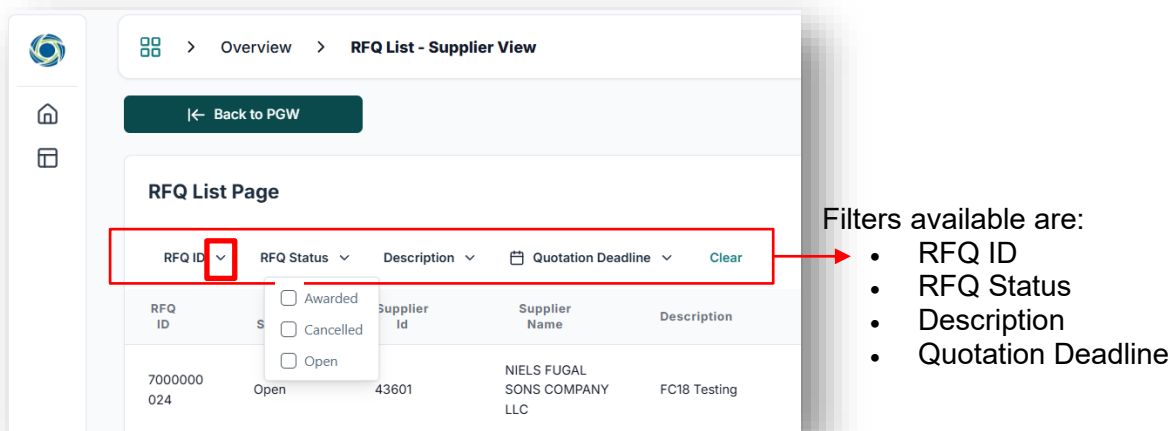 Overview > RFQ List - Supplier View
Back to PGW
RFQ List Page
RFQ ID RFQ Status Description Quotation Deadline Clear
Awarded
Cancelled
Open
RFQ ID S Supplier Id Supplier Name Description
7000000024 Open 43601 NIELS FUGAL SONS COMPANY LLC FC18 Testing
Filters available are:
• RFQ ID
• RFQ Status
• Description
• Quotation Deadline